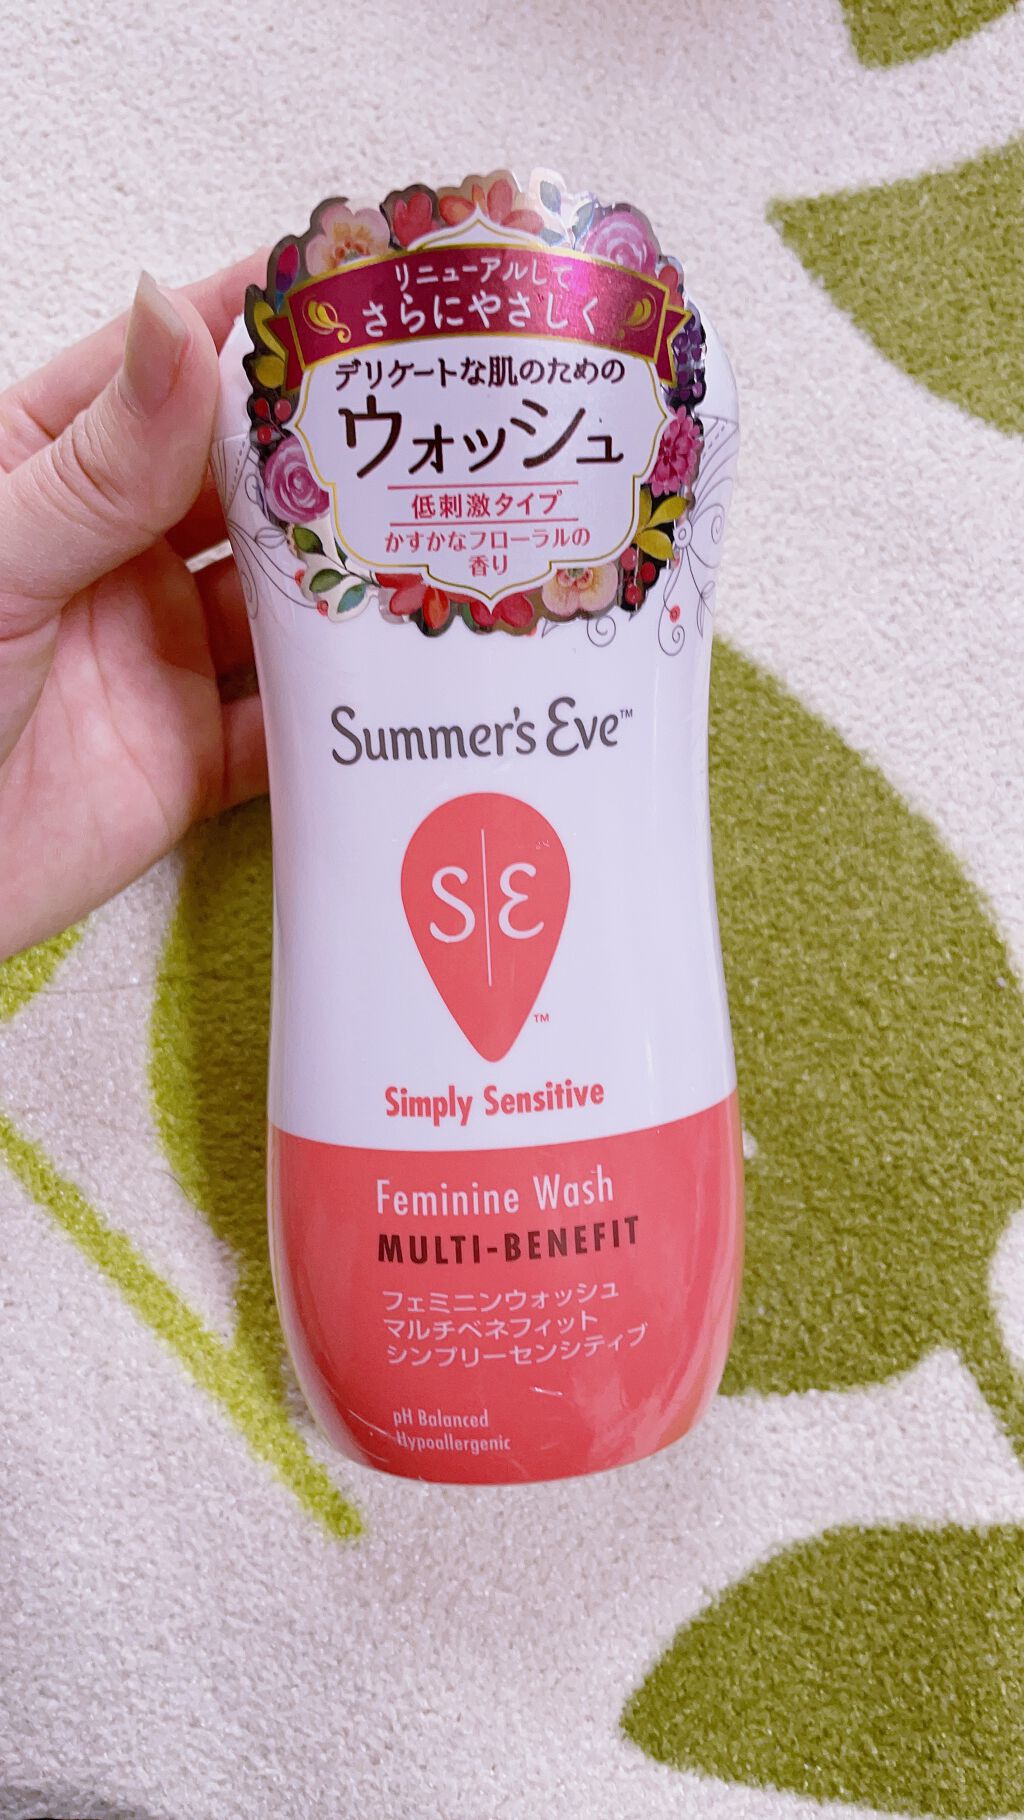 リニューアルして
さらにやさしく
デリケートな肌のための
ウォッシュ
低刺激タイプ
かすかなフローラルの
香り
Summer's Eve™
S|E
™
Simply Sensitive
Feminine Wash
MULTI-BENEFIT
フェミニンウォッシュ
マルチベネフィット
シンプリーセンシティブ
pH Balanced
Hypoallergenic